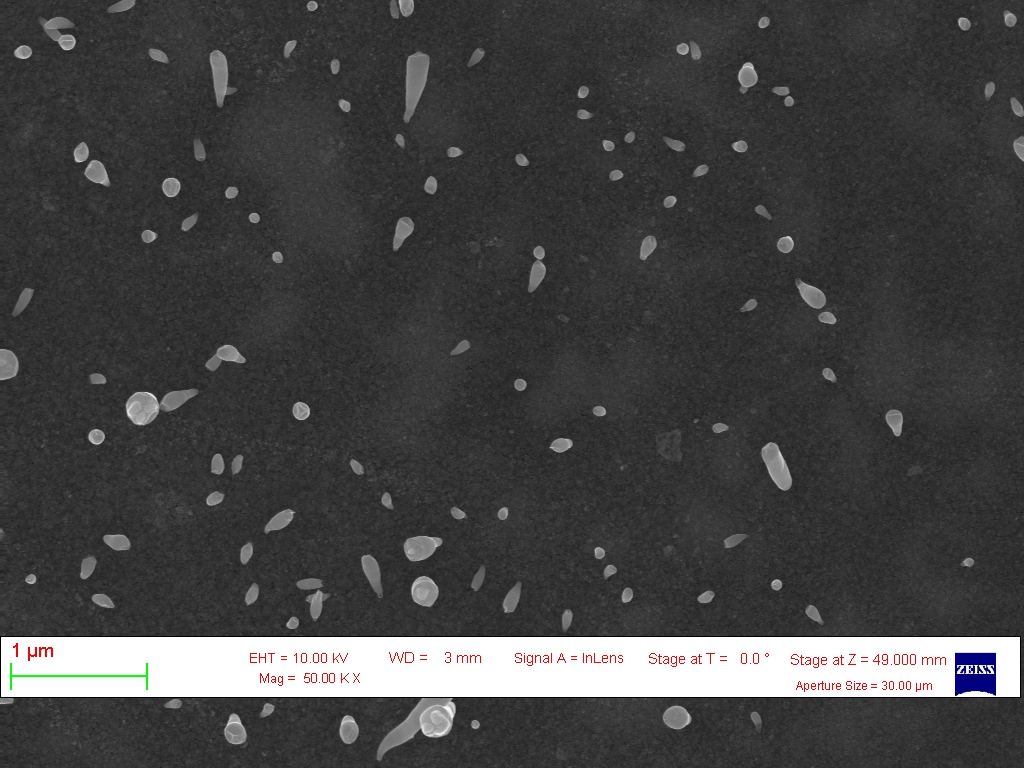 1 µm
EHT = 10.00 kV WD = 3 mm Signal A = InLens Stage at T = 0.0 ° Stage at Z = 49.000 mm
Mag = 50.00 K X Aperture Size = 30.00 µm
ZEISS